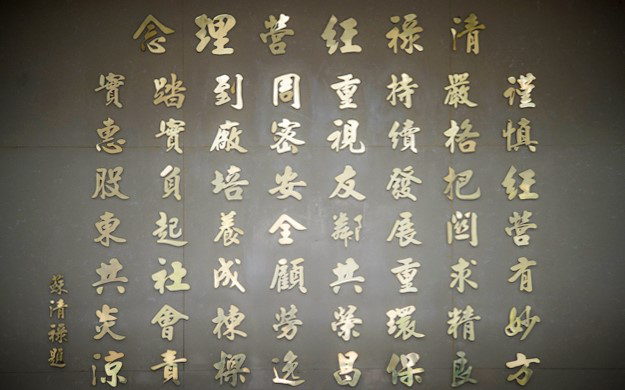 清祿經營理念
謹慎經營有妙方
嚴格把關求精良
持續發展重環保
重視友鄰共榮昌
周密安全顧勞逸
到廠培養成棟樑
踏實負起社會責
實惠股東共炎涼
蘇清祿題